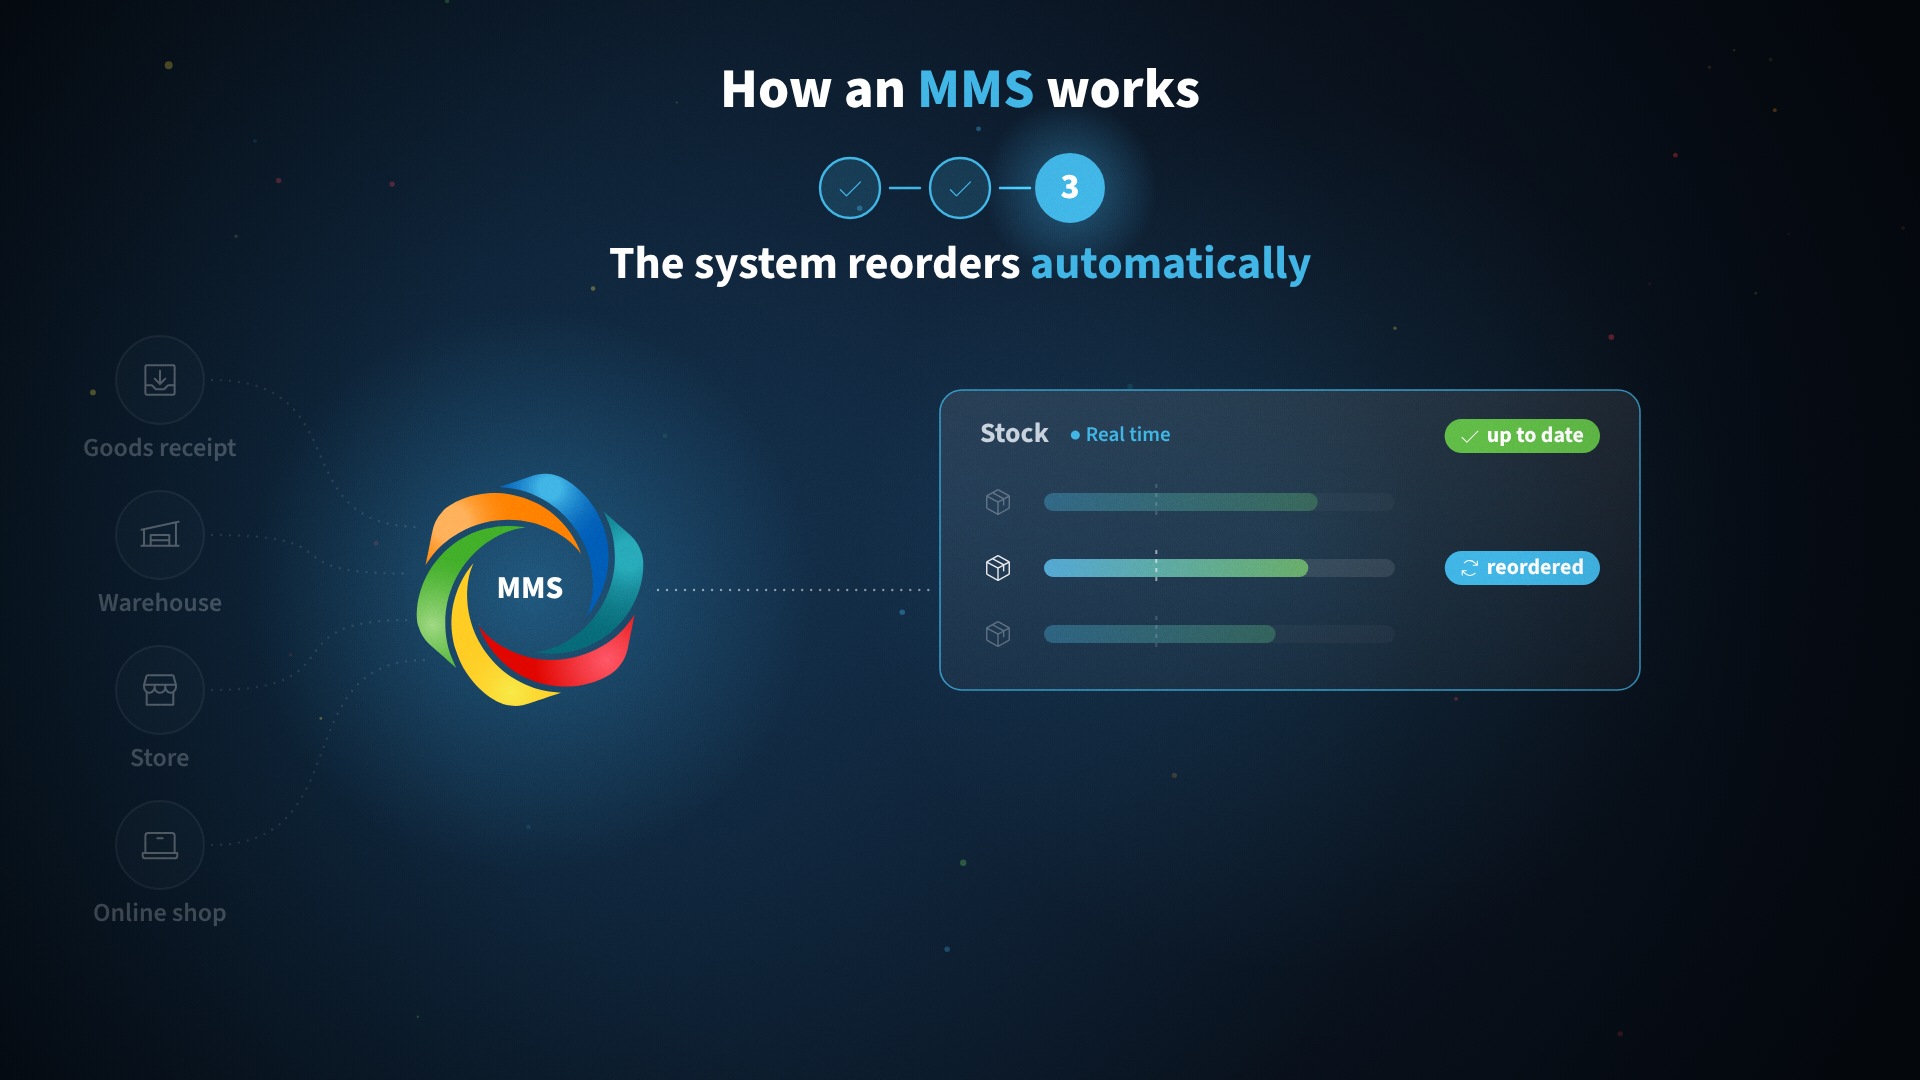 How an MMS works
3
The system reorders automatically
Goods receipt
Warehouse
Store
Online shop
MMS
Stock
Real time
up to date
reordered